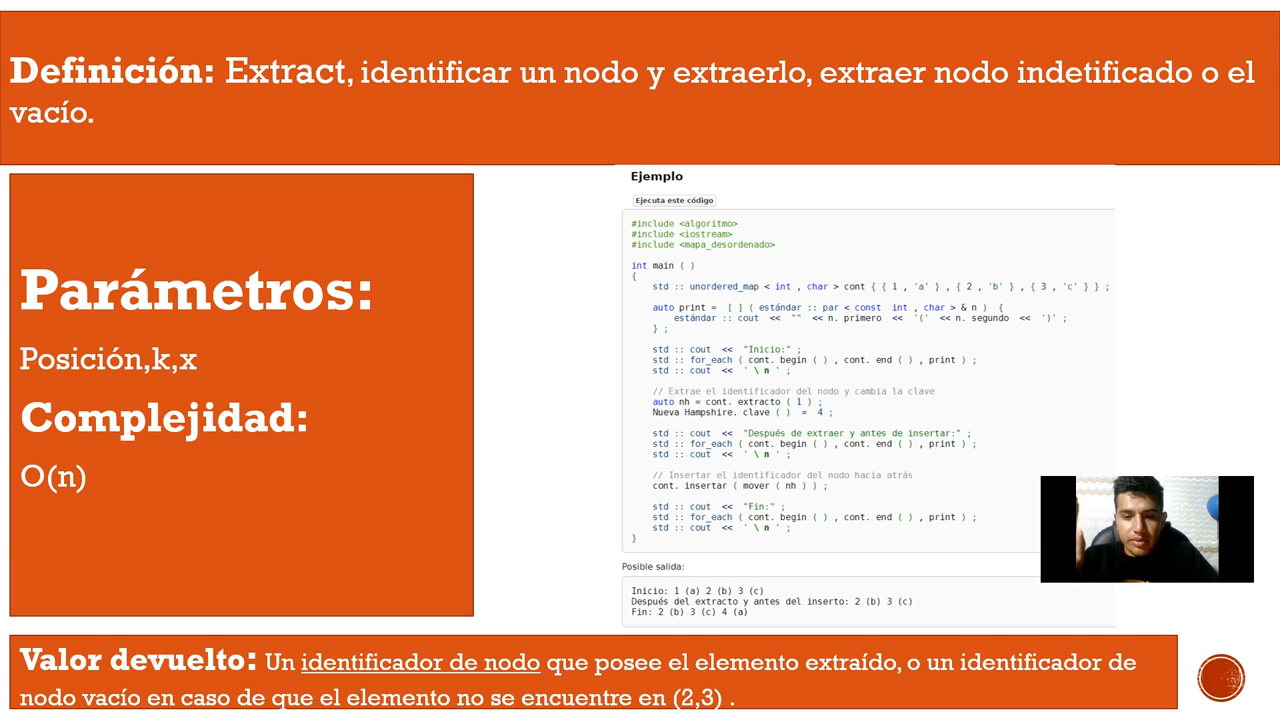 Definición: Extract, identificar un nodo y extraerlo, extraer nodo indetificado o el
vacío.
Parámetros:
Posición,k,x
Complejidad:
O(n)
Ejemplo
Ejecuta este código
#include <algoritmo>
#include <iostream>
#include <mapa_desordenado>
int main ( )
{
std :: unordered_map < int , char > cont { { 1 , 'a' } , { 2 , 'b' } , { 3 , 'c' } } ;
auto print = [ ] ( estándar :: par < const int , char > & n ) {
estándar :: cout << "" << n. primero << '(' << n. segundo << ')' ;
} ;
std :: cout << "Inicio:" ;
std :: for_each ( cont. begin ( ) , cont. end ( ) , print ) ;
std :: cout << ' \ n ' ;
// Extrae el identificador del nodo y cambia la clave
auto nh = cont. extracto ( 1 ) ;
Nueva Hampshire. clave ( ) = 4 ;
std :: cout << "Después de extraer y antes de insertar:" ;
std :: for_each ( cont. begin ( ) , cont. end ( ) , print ) ;
std :: cout << ' \ n ' ;
// Insertar el identificador del nodo hacia atrás
cont. insertar ( mover ( nh ) ) ;
std :: cout << "Fin:" ;
std :: for_each ( cont. begin ( ) , cont. end ( ) , print ) ;
std :: cout << ' \ n ' ;
}
Posible salida:
Inicio: 1 (a) 2 (b) 3 (c)
Después del extracto y antes del inserto: 2 (b) 3 (c)
Fin: 2 (b) 3 (c) 4 (a)
Valor devuelto: Un identificador de nodo que posee el elemento extraído, o un identificador de
nodo vacío en caso de que el elemento no se encuentre en (2,3) .